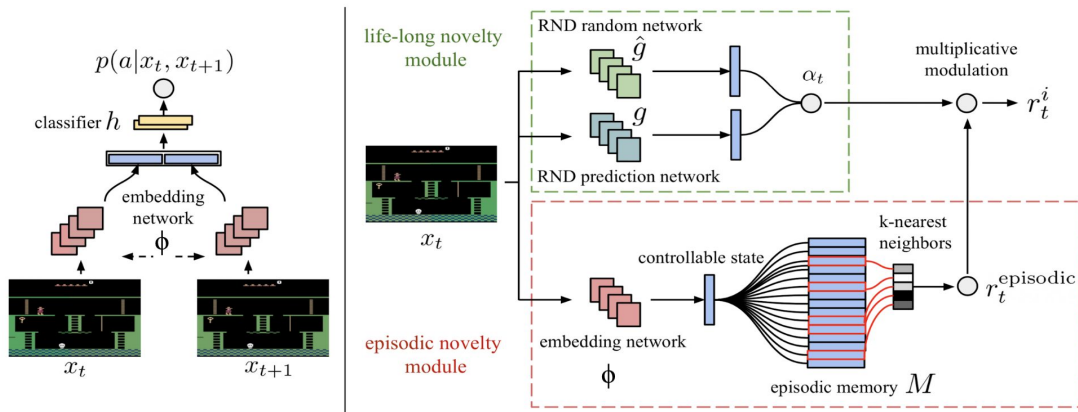 p(a|x_t, x_{t+1})
classifier h
embedding
network
ϕ
x_t
x_{t+1}
life-long novelty
module
RND random network
ĝ
g
RND prediction network
α_t
multiplicative
modulation
r_t^i
x_t
episodic novelty
module
embedding network
ϕ
controllable state
k-nearest
neighbors
r_t^{episodic}
episodic memory M